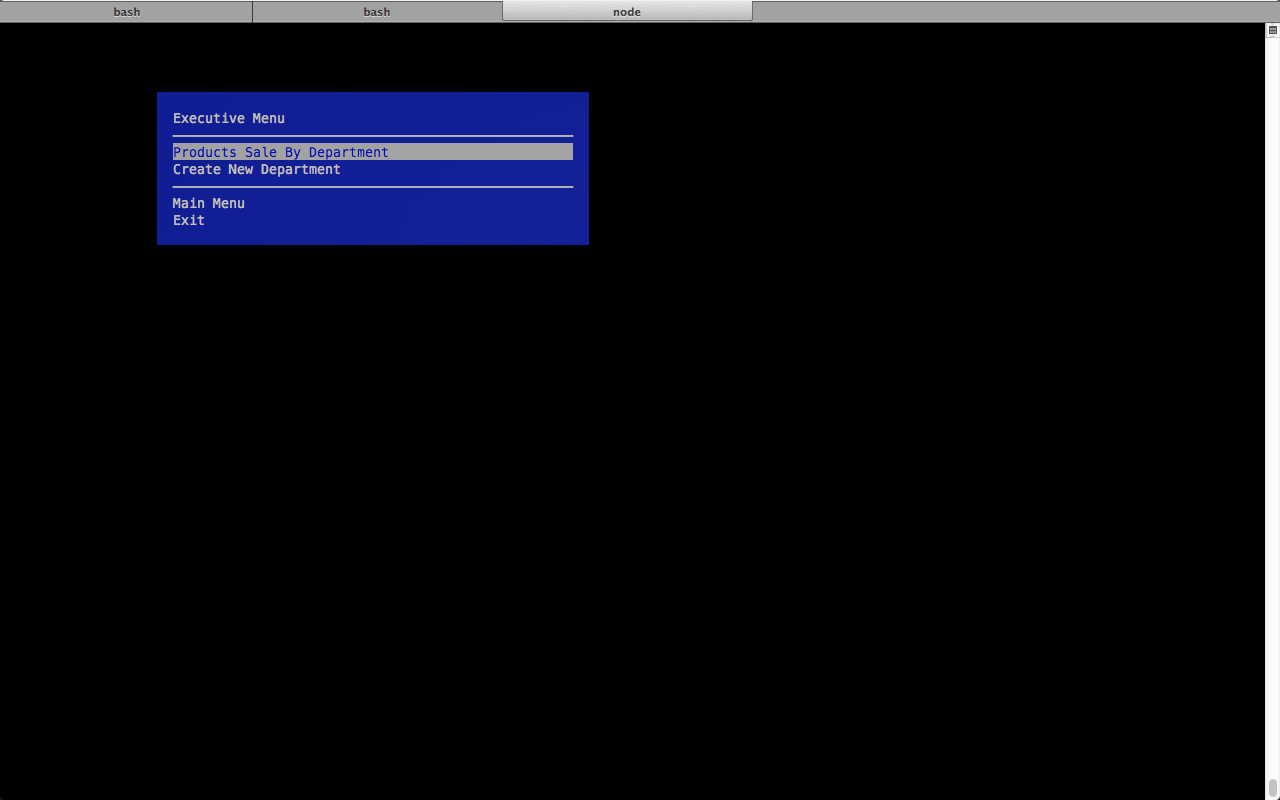 bash bash node
Executive Menu
Products Sale By Department
Create New Department
Main Menu
Exit